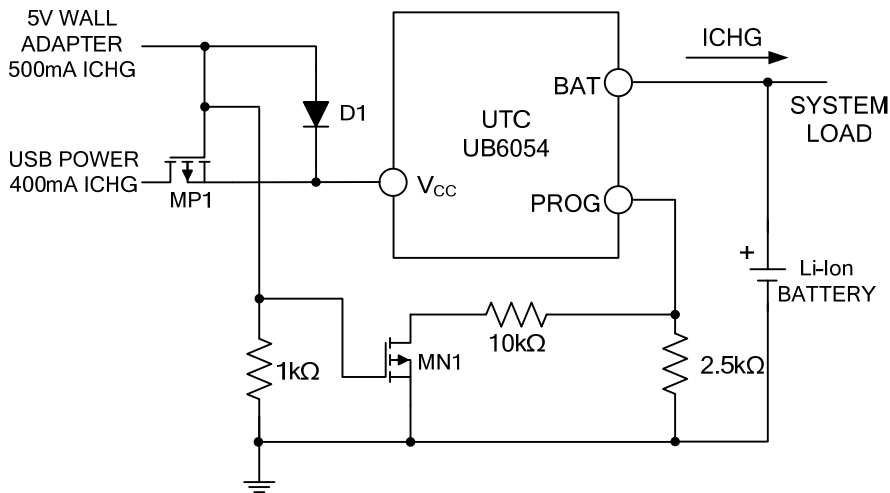 5V WALL
ADAPTER
500mA ICHG
USB POWER
400mA ICHG
MP1
D1
UTC
UB6054
VCC
BAT
PROG
ICHG
SYSTEM
LOAD
+
Li-Ion
BATTERY
1kΩ
MN1
10kΩ
2.5kΩ